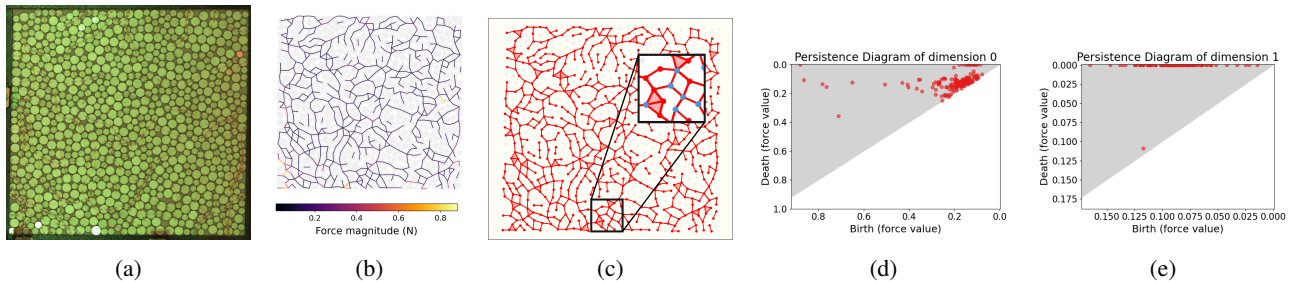 0.2 0.4 0.6 0.8
Force magnitude (N)
Persistence Diagram of dimension 0
0.0
0.2
0.4
0.6
0.8
1.0
Death (force value)
0.8 0.6 0.4 0.2 0.0
Birth (force value)
Persistence Diagram of dimension 1
0.000
0.025
0.050
0.075
0.100
0.125
0.150
0.175
Death (force value)
0.150 0.125 0.100 0.075 0.050 0.025 0.000
Birth (force value)
(a) (b) (c) (d) (e)